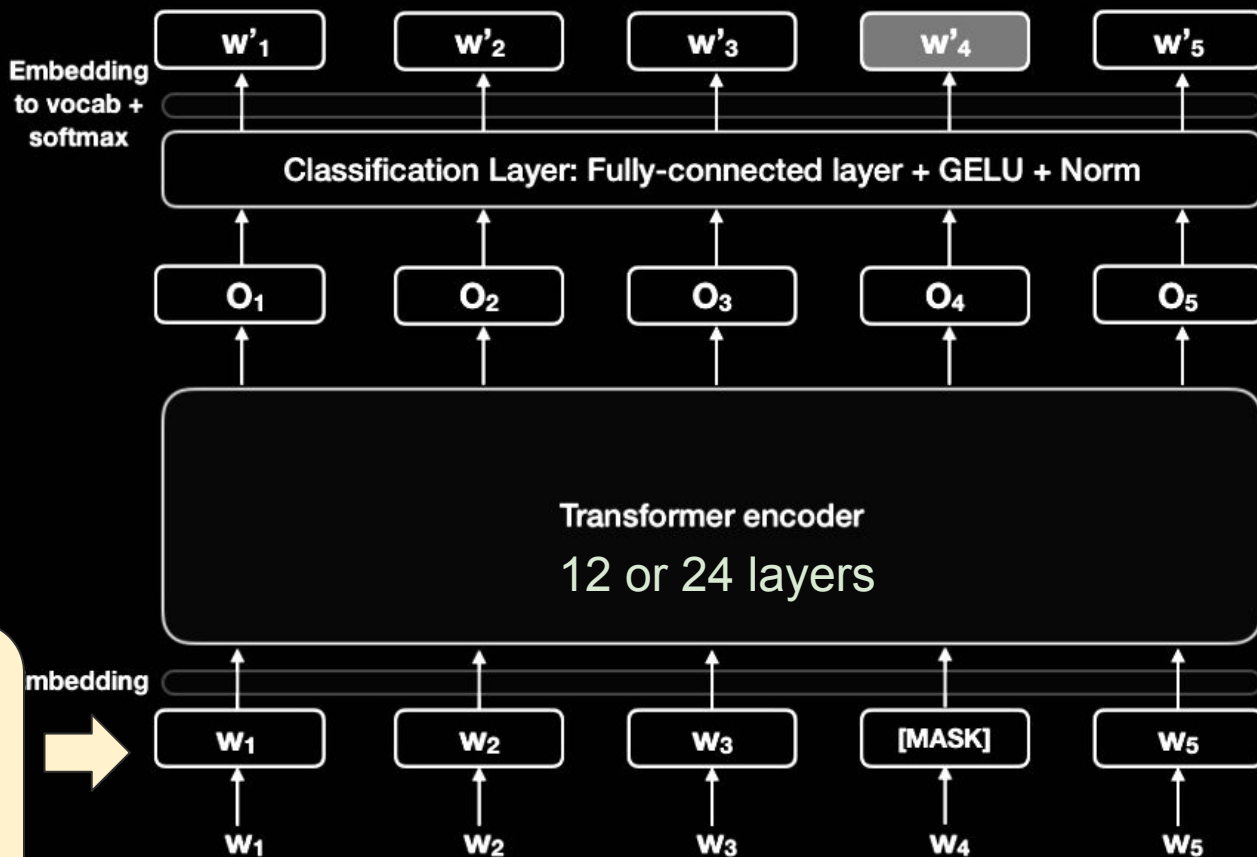 w'₁ w'₂ w'₃ w'₄ w'₅
Embedding
to vocab +
softmax
Classification Layer: Fully-connected layer + GELU + Norm
O₁ O₂ O₃ O₄ O₅
Transformer encoder
12 or 24 layers
mbedding
W₁ W₂ W₃ [MASK] W₅
W₁ W₂ W₃ W₄ W₅